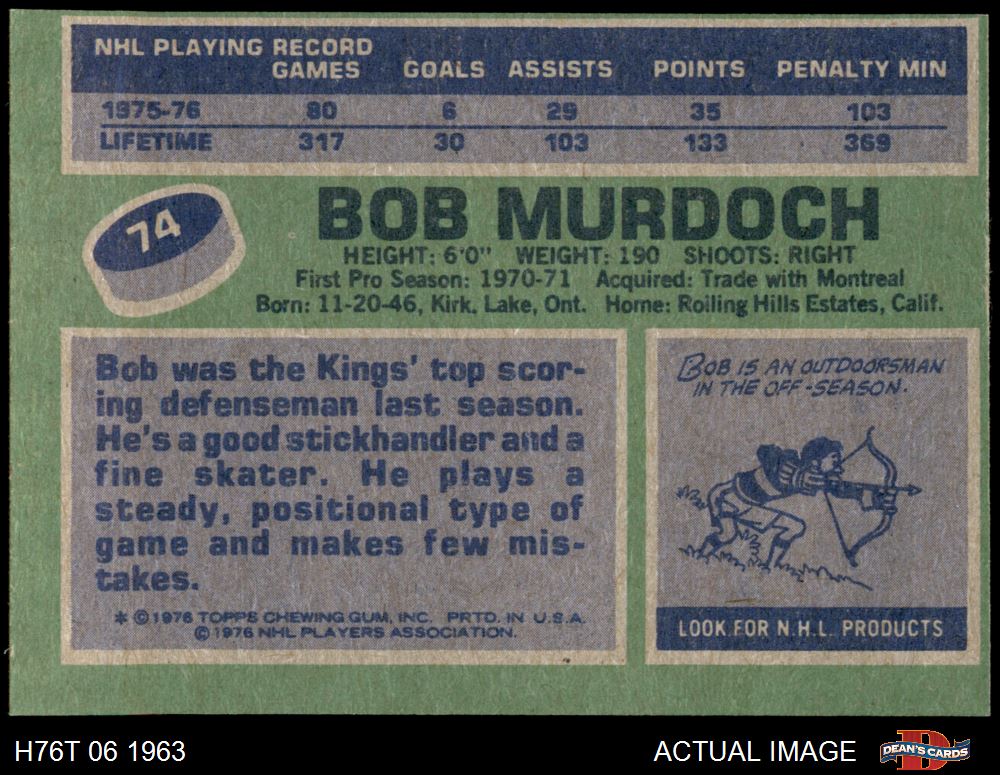 NHL PLAYING RECORD
GAMES GOALS ASSISTS POINTS PENALTY MIN
1975-76 80 6 29 35 103
LIFETIME 317 30 103 133 369
74
BOB MURDOCH
HEIGHT: 6'0" WEIGHT: 190 SHOOTS: RIGHT
First Pro Season: 1970-71 Acquired: Trade with Montreal
Born: 11-20-46, Kirk. Lake, Ont. Home: Rolling Hills Estates, Calif.
Bob was the Kings' top scor-
ing defenseman last season.
He's a good stickhandler and a
fine skater. He plays a
steady, positional type of
game and makes few mis-
takes.
* © 1976 TOPPS CHEWING GUM, INC. PRTD. IN U.S.A.
© 1976 NHL PLAYERS ASSOCIATION.
BOB IS AN OUTDOORSMAN
IN THE OFF-SEASON.
LOOK FOR N.H.L. PRODUCTS
H76T 06 1963
ACTUAL IMAGE
D
DEAN'S CARDS